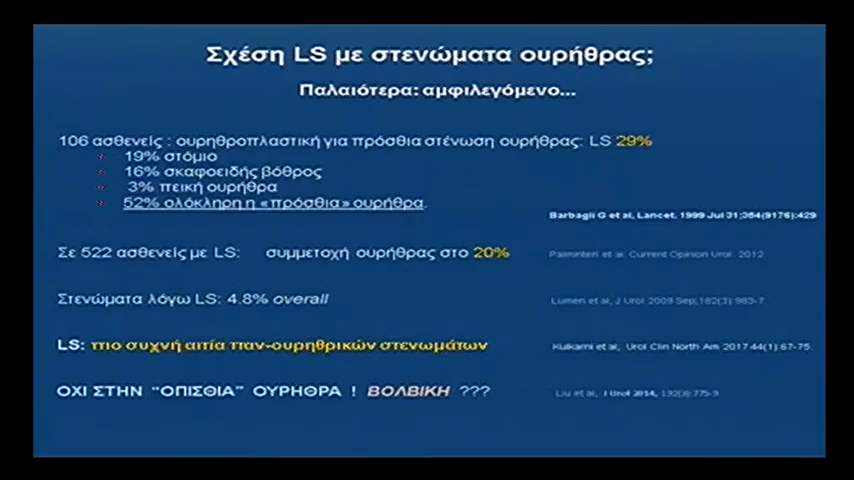 Σχέση LS με στενώματα ουρήθρας;
Παλαιότερα: αμφιλεγόμενο...
106 ασθενείς : ουρηθροπλαστική για πρόσθια στένωση ουρήθρας: LS 29%
19% στόμιο
16% σκαφοειδής βόθρος
3% πεική ουρήθρα
52% ολόκληρη η «πρόσθια» ουρήθρα.
Barbagli G et al, Lancet. 1999 Jul 31;354(9176):429
Σε 522 ασθενείς με LS: συμμετοχή ουρήθρας στο 20%
Palminteri et al, Current Opinion Urol. 2012
Στενώματα λόγω LS: 4.8% overall
Lumen et al, J Urol 2009 Sep;182(3):983-7
LS: πιο συχνή αιτία παν-ουρηθρικών στενωμάτων
Kulkarni et al, Urol Clin North Am 2017 44(1):67-75.
ΟΧΙ ΣΤΗΝ "ΟΠΙΣΘΙΑ" ΟΥΡΗΘΡΑ ! ΒΟΛΒΙΚΗ ???
Liu et al, J Urol 2014, 192(3):775-9